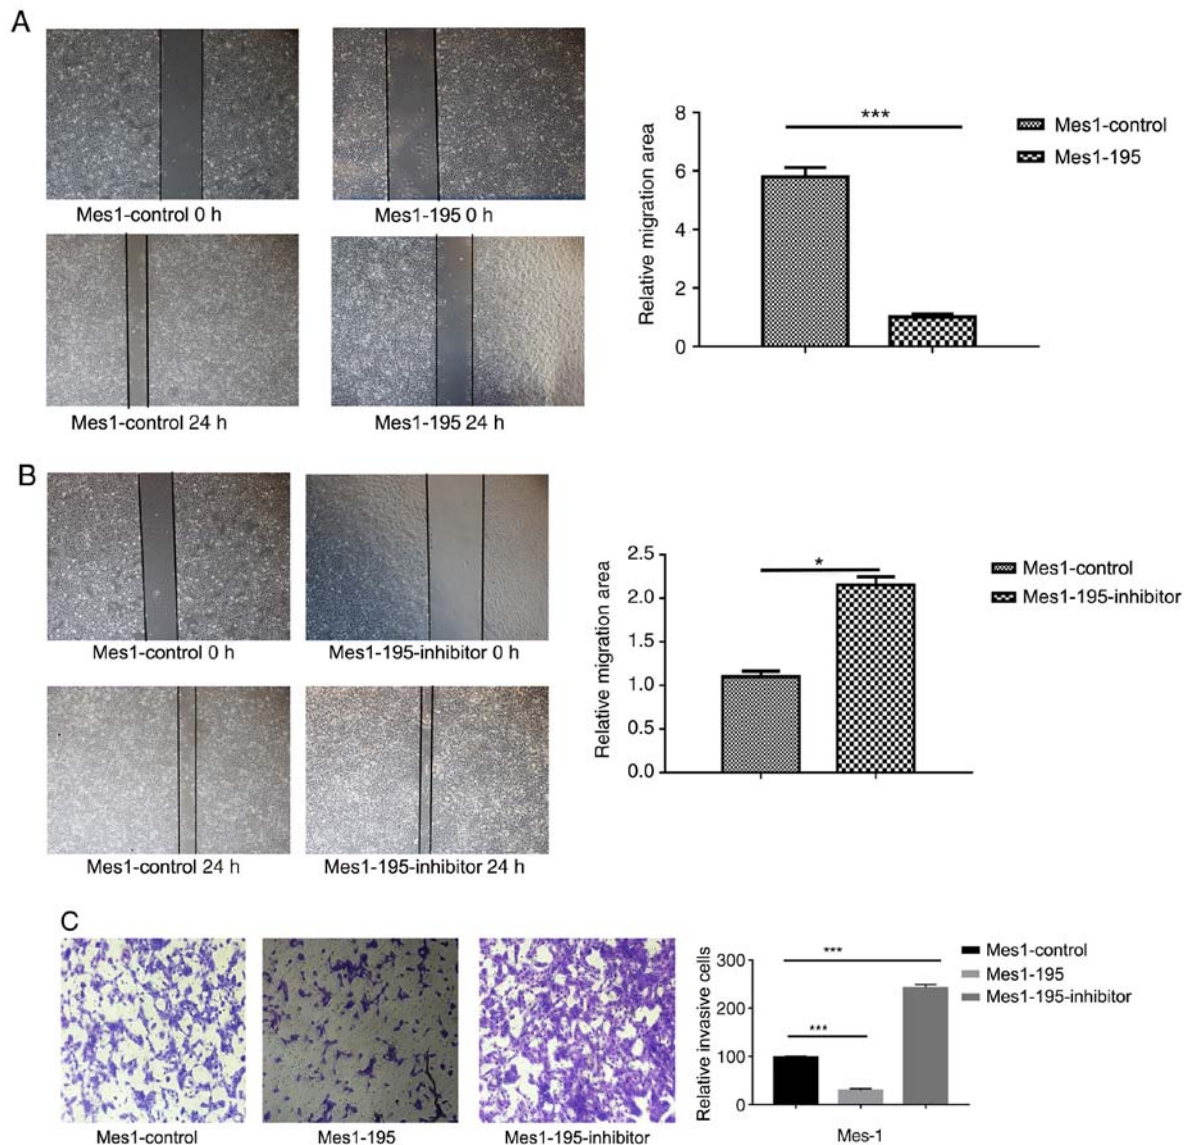 A
Mes1-control 0 h
Mes1-195 0 h
Mes1-control 24 h
Mes1-195 24 h
Relative migration area
8
6
4
2
0
***
Mes1-control
Mes1-195
B
Mes1-control 0 h
Mes1-195-inhibitor 0 h
Mes1-control 24 h
Mes1-195-inhibitor 24 h
Relative migration area
2.5
2.0
1.5
1.0
0.5
0.0
*
Mes1-control
Mes1-195-inhibitor
C
Mes1-control
Mes1-195
Mes1-195-inhibitor
Relative invasive cells
300
200
100
0
***
***
Mes-1
Mes1-control
Mes1-195
Mes1-195-inhibitor